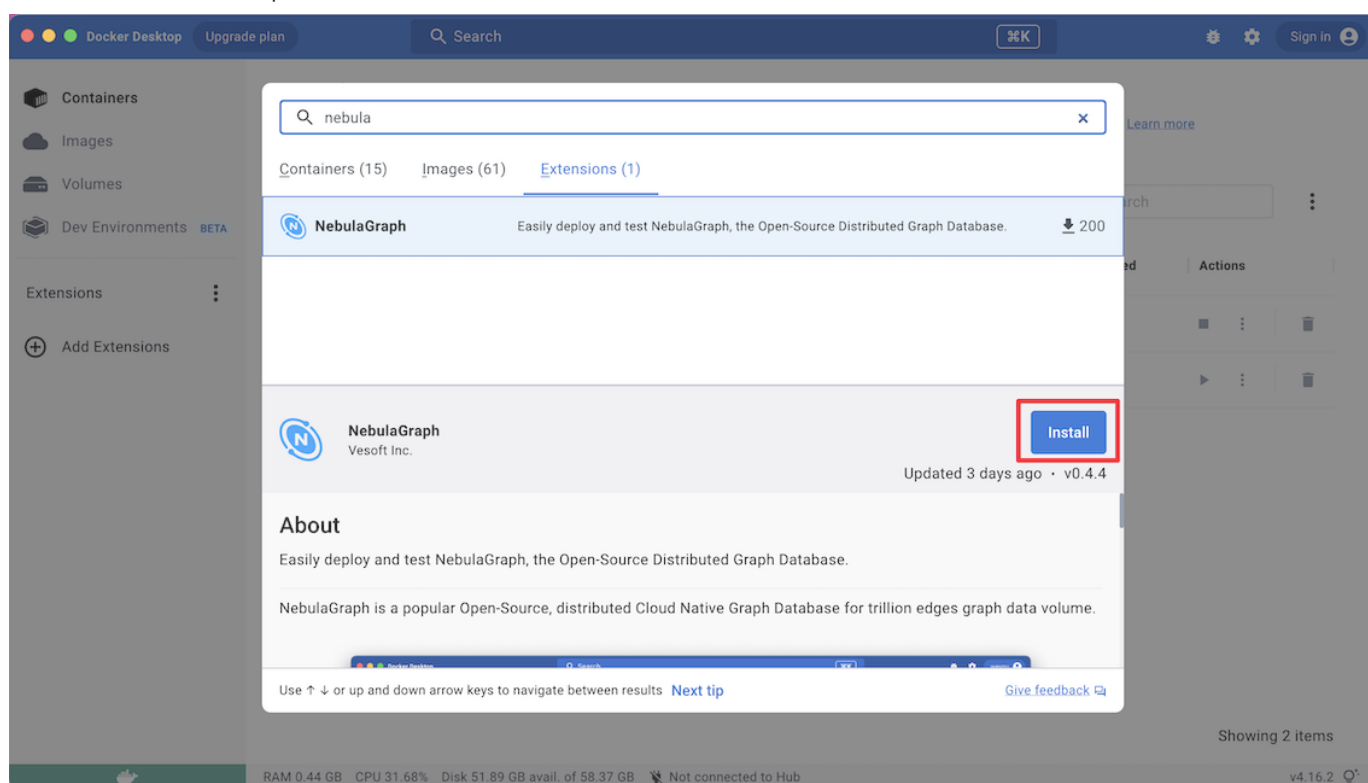 Docker Desktop Upgrade plan Search ⌘K Sign in
Containers
Images
Volumes
Dev Environments BETA
Extensions
Add Extensions
Learn more
nebula
Containers (15) Images (61) Extensions (1)
NebulaGraph Easily deploy and test NebulaGraph, the Open-Source Distributed Graph Database. 200
Actions
NebulaGraph
Vesoft Inc.
Install
Updated 3 days ago · v0.4.4
About
Easily deploy and test NebulaGraph, the Open-Source Distributed Graph Database.
NebulaGraph is a popular Open-Source, distributed Cloud Native Graph Database for trillion edges graph data volume.
Docker Desktop Search ⌘K
Use ↑ ↓ or up and down arrow keys to navigate between results Next tip Give feedback
Showing 2 items
RAM 0.44 GB CPU 31.68% Disk 51.89 GB avail. of 58.37 GB Not connected to Hub v4.16.2